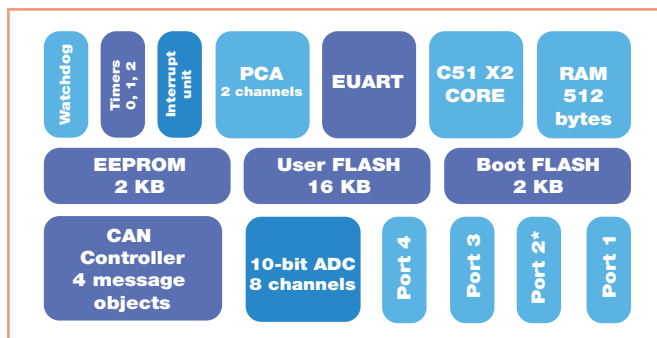 Watchdog
Timers
0, 1, 2
Interrupt
unit
PCA
2 channels
EUART
C51 X2
CORE
RAM
512
bytes
EEPROM
2 KB
User FLASH
16 KB
Boot FLASH
2 KB
CAN
Controller
4 message
objects
10-bit ADC
8 channels
Port 4
Port 3
Port 2*
Port 1